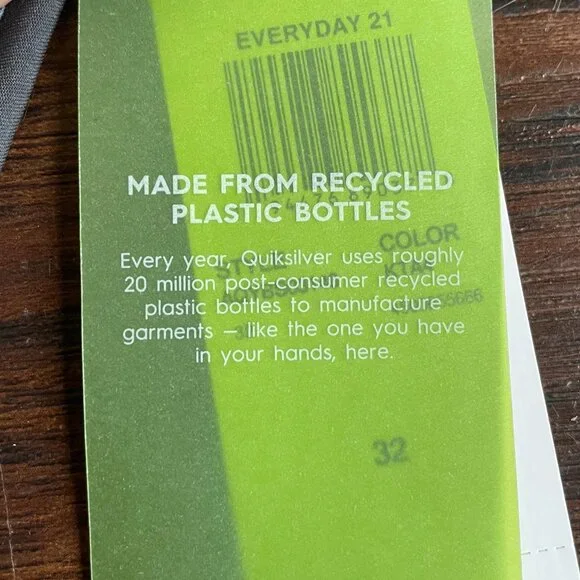 EVERYDAY 21
MADE FROM RECYCLED
PLASTIC BOTTLES
COLOR
STYLE
Every year, Quiksilver uses roughly
20 million post-consumer recycled
plastic bottles to manufacture
garments — like the one you have
in your hands, here.
32